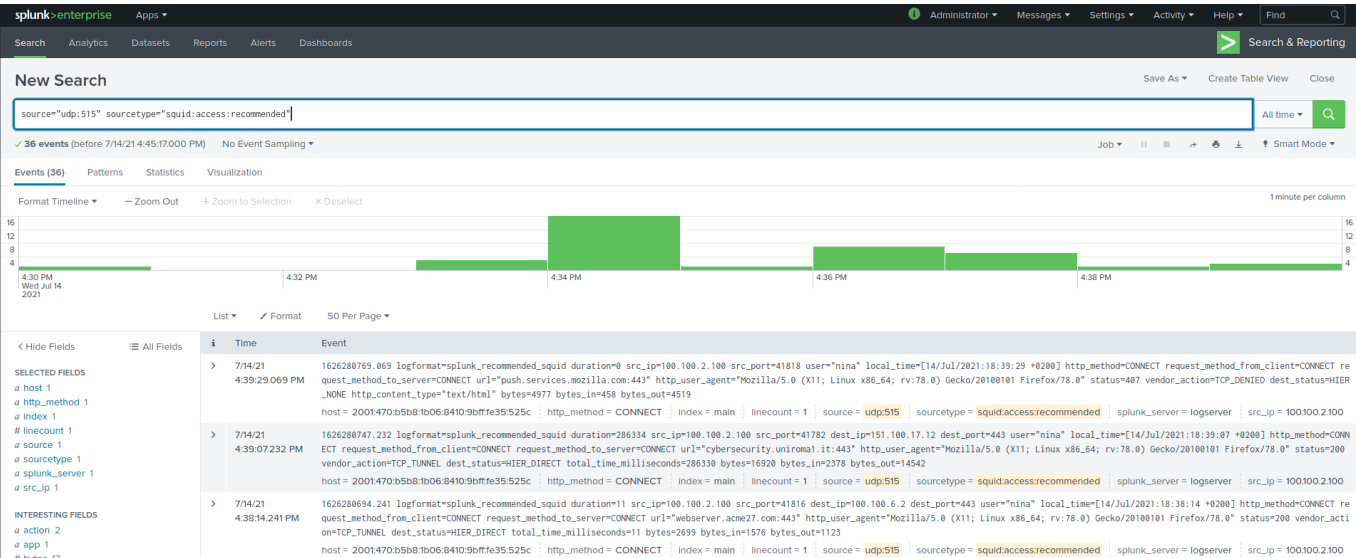 splunk>enterprise Apps ▾ i Administrator ▾ Messages ▾ Settings ▾ Activity ▾ Help ▾ Find
Search Analytics Datasets Reports Alerts Dashboards > Search & Reporting
New Search Save As ▾ Create Table View Close
source="udp:515" sourcetype="squid:access:recommended" All time ▾
✓ 36 events (before 7/14/21 4:45:17.000 PM) No Event Sampling ▾ Job ▾ Smart Mode ▾
Events (36) Patterns Statistics Visualization
Format Timeline ▾ — Zoom Out + Zoom to Selection × Deselect 1 minute per column
16 16
12 12
8 8
4 4
4:30 PM 4:32 PM 4:34 PM 4:36 PM 4:38 PM
Wed Jul 14
2021
List ▾ Format 50 Per Page ▾
< Hide Fields All Fields i Time Event
SELECTED FIELDS
a host 1
a http_method 1
a index 1
# linecount 1
a source 1
a sourcetype 1
a splunk_server 1
a src_ip 1
INTERESTING FIELDS
a action 2
a app 1
# bytes 17
> 7/14/21 1626280769.069 logformat=splunk_recommended_squid duration=0 src_ip=100.100.2.100 src_port=41818 user="nina" local_time=[14/Jul/2021:18:39:29 +0200] http_method=CONNECT request_method_from_client=CONNECT re
4:39:29.069 PM quest_method_to_server=CONNECT url="push.services.mozilla.com:443" http_user_agent="Mozilla/5.0 (X11; Linux x86_64; rv:78.0) Gecko/20100101 Firefox/78.0" status=407 vendor_action=TCP_DENIED dest_status=HIER
_NONE http_content_type="text/html" bytes=4977 bytes_in=458 bytes_out=4519
host = 2001:470:b5b8:1b06:8410:9bff:fe35:525c http_method = CONNECT index = main linecount = 1 source = udp:515 sourcetype = squid:access:recommended splunk_server = logserver src_ip = 100.100.2.100
> 7/14/21 1626280747.232 logformat=splunk_recommended_squid duration=286334 src_ip=100.100.2.100 src_port=41782 dest_ip=151.100.17.12 dest_port=443 user="nina" local_time=[14/Jul/2021:18:39:07 +0200] http_method=CONN
4:39:07.232 PM ECT request_method_from_client=CONNECT request_method_to_server=CONNECT url="cybersecurity.uniroma1.it:443" http_user_agent="Mozilla/5.0 (X11; Linux x86_64; rv:78.0) Gecko/20100101 Firefox/78.0" status=200
vendor_action=TCP_TUNNEL dest_status=HIER_DIRECT total_time_milliseconds=286330 bytes=16920 bytes_in=2378 bytes_out=14542
host = 2001:470:b5b8:1b06:8410:9bff:fe35:525c http_method = CONNECT index = main linecount = 1 source = udp:515 sourcetype = squid:access:recommended splunk_server = logserver src_ip = 100.100.2.100
> 7/14/21 1626280694.241 logformat=splunk_recommended_squid duration=11 src_ip=100.100.2.100 src_port=41816 dest_ip=100.100.6.2 dest_port=443 user="nina" local_time=[14/Jul/2021:18:38:14 +0200] http_method=CONNECT re
4:38:14.241 PM quest_method_from_client=CONNECT request_method_to_server=CONNECT url="webserver.acme27.com:443" http_user_agent="Mozilla/5.0 (X11; Linux x86_64; rv:78.0) Gecko/20100101 Firefox/78.0" status=200 vendor_acti
on=TCP_TUNNEL dest_status=HIER_DIRECT total_time_milliseconds=11 bytes=2699 bytes_in=1576 bytes_out=1123
host = 2001:470:b5b8:1b06:8410:9bff:fe35:525c http_method = CONNECT index = main linecount = 1 source = udp:515 sourcetype = squid:access:recommended splunk_server = logserver src_ip = 100.100.2.100